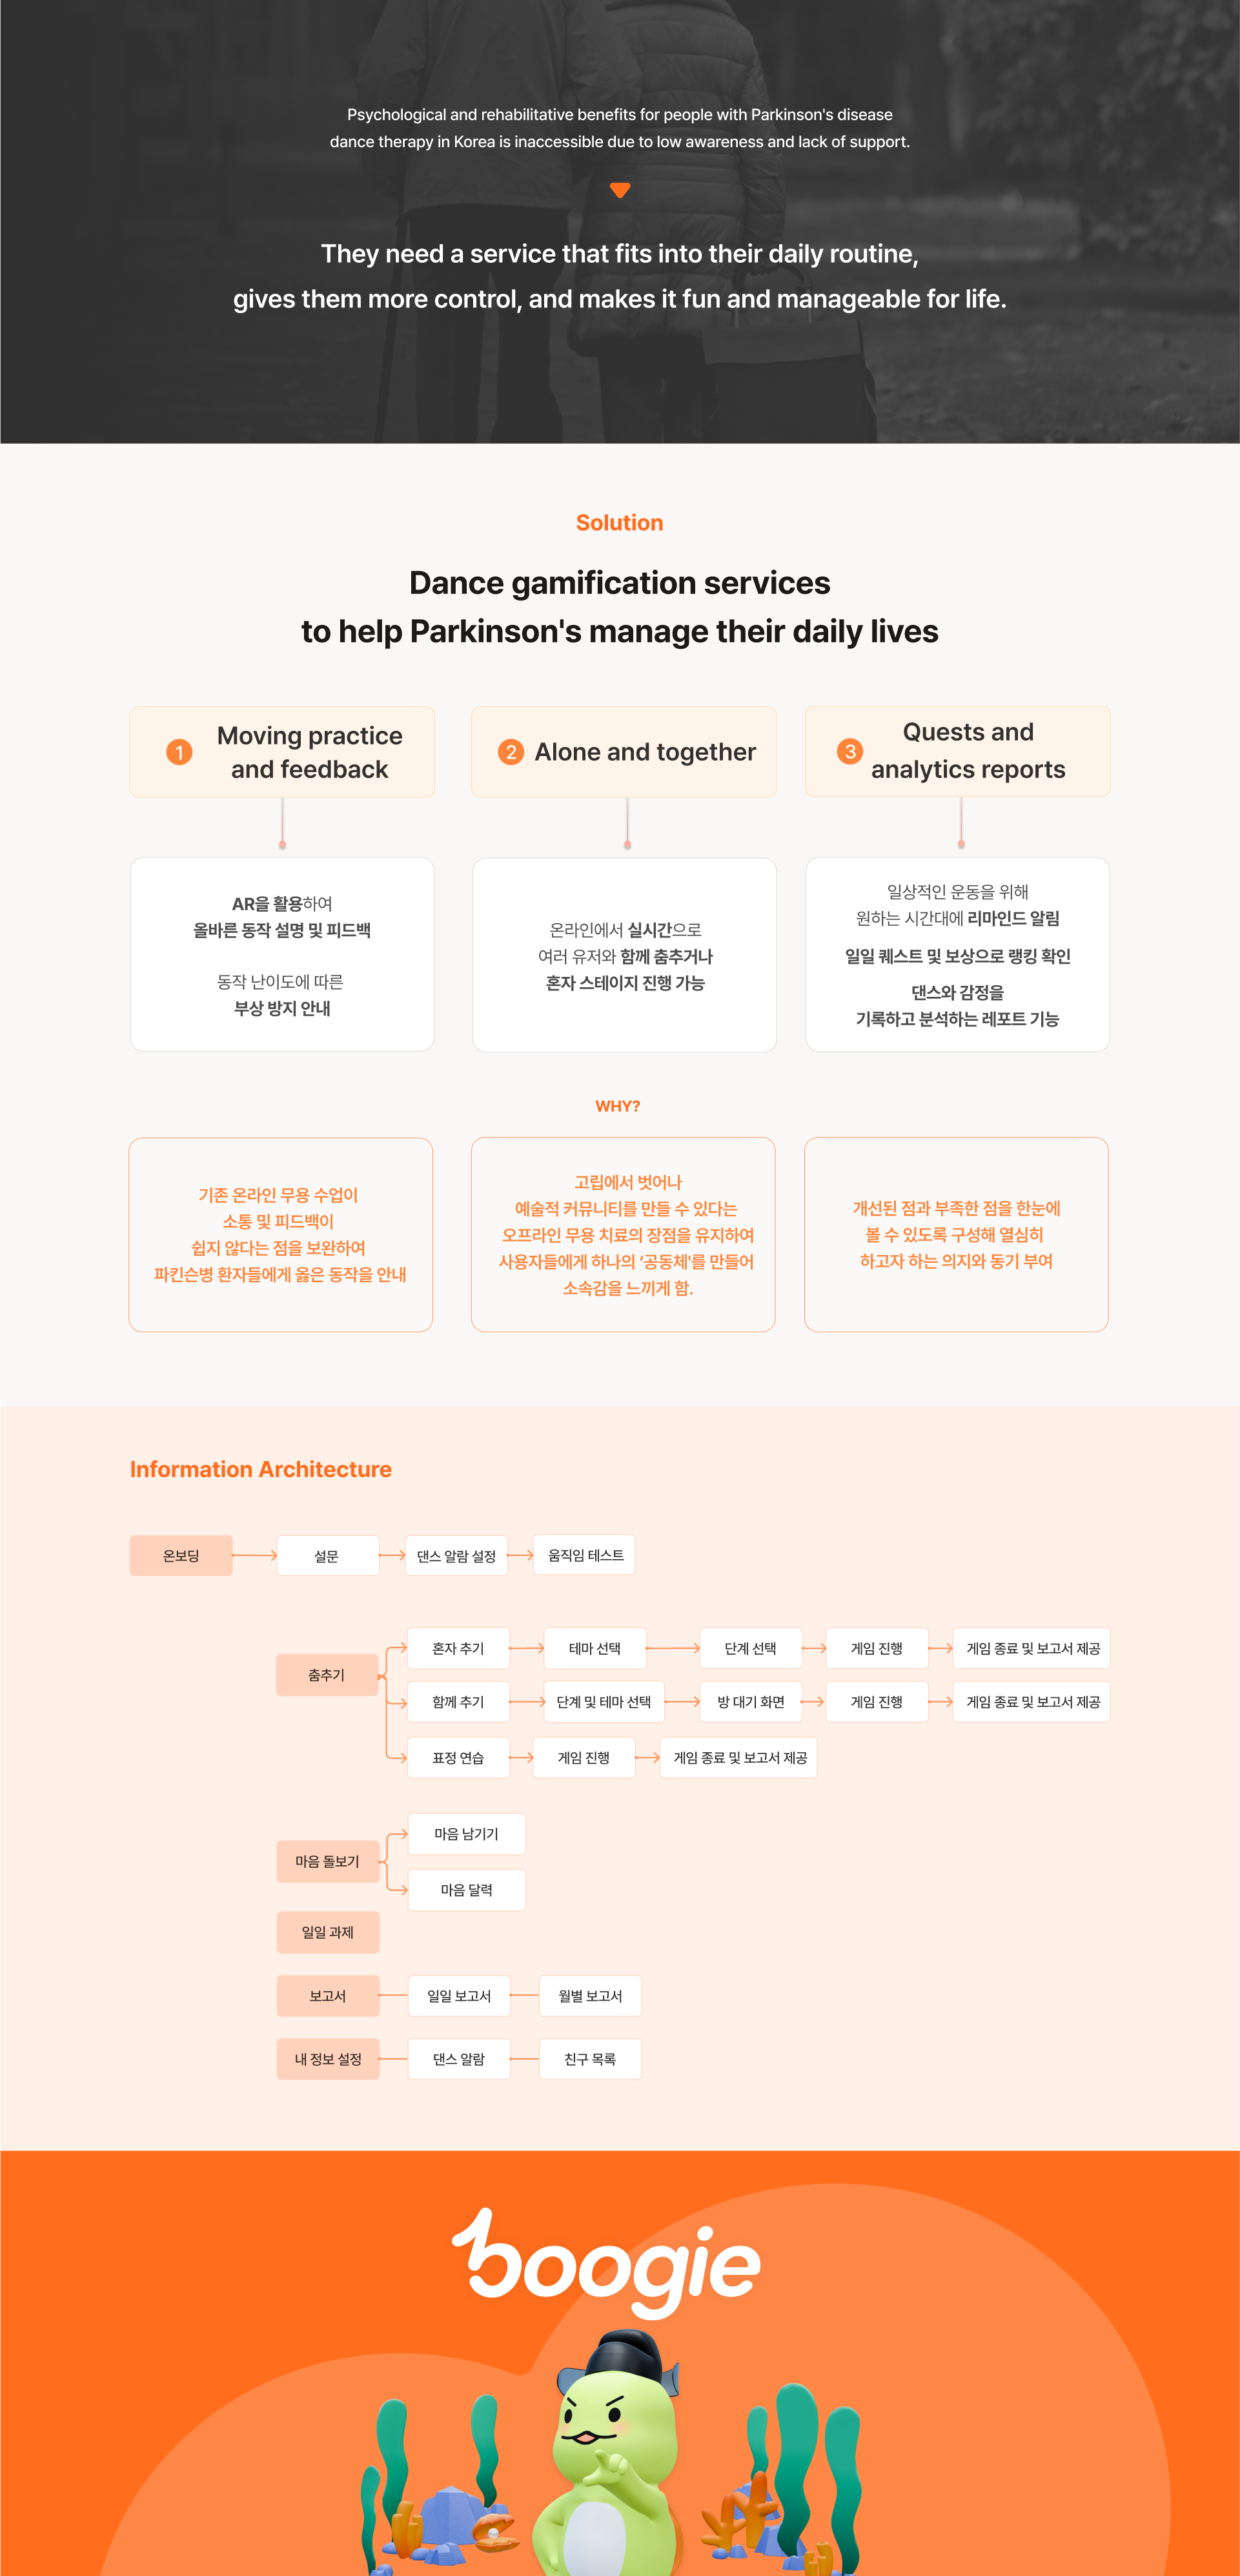 Psychological and rehabilitative benefits for people with Parkinson's disease
dance therapy in Korea is inaccessible due to low awareness and lack of support.
They need a service that fits into their daily routine,
gives them more control, and makes it fun and manageable for life.
Solution
Dance gamification services
to help Parkinson's manage their daily lives
1 Moving practice
and feedback
2 Alone and together
3 Quests and
analytics reports
AR을 활용하여
올바른 동작 설명 및 피드백
동작 난이도에 따른
부상 방지 안내
온라인에서 실시간으로
여러 유저와 함께 춤추거나
혼자 스테이지 진행 가능
일상적인 운동을 위해
원하는 시간대에 리마인드 알림
일일 퀘스트 및 보상으로 랭킹 확인
댄스와 감정을
기록하고 분석하는 레포트 기능
WHY?
기존 온라인 무용 수업이
소통 및 피드백이
쉽지 않다는 점을 보완하여
파킨슨병 환자들에게 옳은 동작을 안내
고립에서 벗어나
예술적 커뮤니티를 만들 수 있다는
오프라인 무용 치료의 장점을 유지하여
사용자들에게 하나의 ‘공동체'를 만들어
소속감을 느끼게 함.
개선된 점과 부족한 점을 한눈에
볼 수 있도록 구성해 열심히
하고자 하는 의지와 동기 부여
Information Architecture
온보딩 설문 댄스 알람 설정 움직임 테스트
춤추기
혼자 추기 테마 선택 단계 선택 게임 진행 게임 종료 및 보고서 제공
함께 추기 단계 및 테마 선택 방 대기 화면 게임 진행 게임 종료 및 보고서 제공
표정 연습 게임 진행 게임 종료 및 보고서 제공
마음 돌보기
마음 남기기
마음 달력
일일 과제
보고서 일일 보고서 월별 보고서
내 정보 설정 댄스 알람 친구 목록
boogie